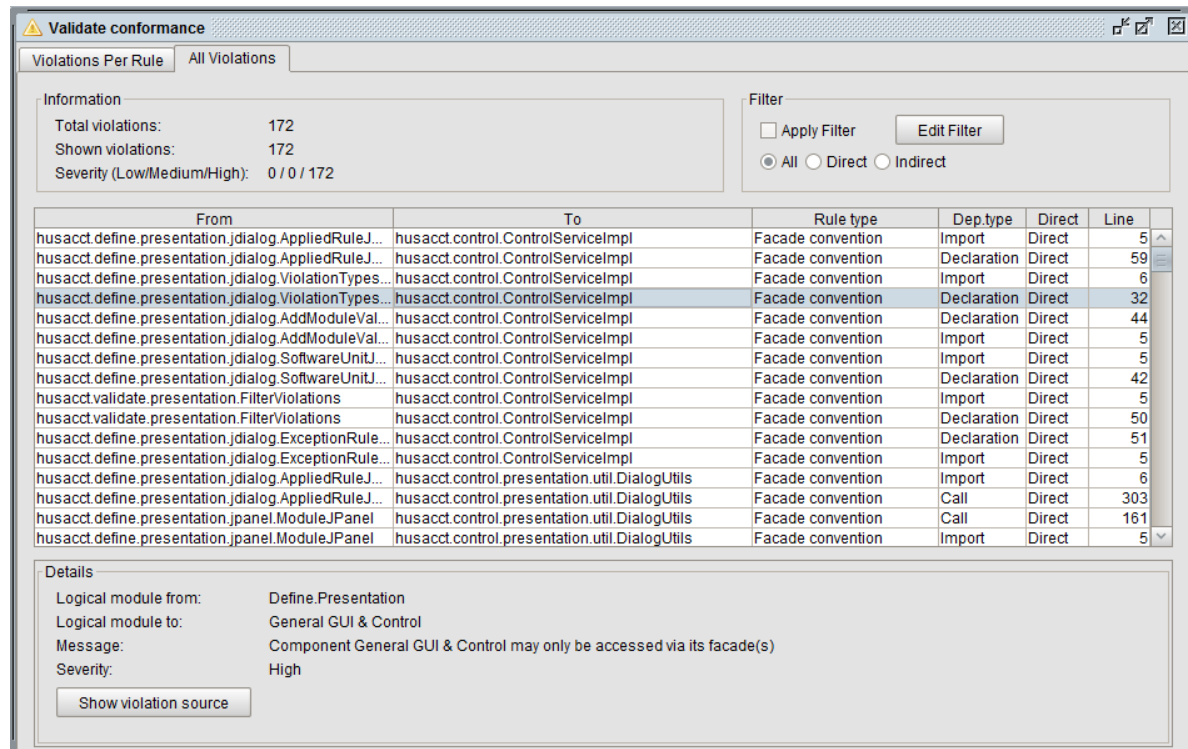 Validate conformance
Violations Per Rule All Violations
Information
Total violations: 172
Shown violations: 172
Severity (Low/Medium/High): 0 / 0 / 172
Filter
Apply Filter Edit Filter
All Direct Indirect
From To Rule type Dep.type Direct Line
husacct.define.presentation.jdialog.AppliedRuleJ... husacct.control.ControlServiceImpl Facade convention Import Direct 5
husacct.define.presentation.jdialog.AppliedRuleJ... husacct.control.ControlServiceImpl Facade convention Declaration Direct 59
husacct.define.presentation.jdialog.ViolationTypes... husacct.control.ControlServiceImpl Facade convention Import Direct 6
husacct.define.presentation.jdialog.ViolationTypes... husacct.control.ControlServiceImpl Facade convention Declaration Direct 32
husacct.define.presentation.jdialog.AddModuleVal... husacct.control.ControlServiceImpl Facade convention Declaration Direct 44
husacct.define.presentation.jdialog.AddModuleVal... husacct.control.ControlServiceImpl Facade convention Import Direct 5
husacct.define.presentation.jdialog.SoftwareUnitJ... husacct.control.ControlServiceImpl Facade convention Import Direct 5
husacct.define.presentation.jdialog.SoftwareUnitJ... husacct.control.ControlServiceImpl Facade convention Declaration Direct 42
husacct.validate.presentation.FilterViolations husacct.control.ControlServiceImpl Facade convention Import Direct 5
husacct.validate.presentation.FilterViolations husacct.control.ControlServiceImpl Facade convention Declaration Direct 50
husacct.define.presentation.jdialog.ExceptionRule... husacct.control.ControlServiceImpl Facade convention Declaration Direct 51
husacct.define.presentation.jdialog.ExceptionRule... husacct.control.ControlServiceImpl Facade convention Import Direct 5
husacct.define.presentation.jdialog.AppliedRuleJ... husacct.control.presentation.util.DialogUtils Facade convention Import Direct 6
husacct.define.presentation.jdialog.AppliedRuleJ... husacct.control.presentation.util.DialogUtils Facade convention Call Direct 303
husacct.define.presentation.jpanel.ModuleJPanel husacct.control.presentation.util.DialogUtils Facade convention Call Direct 161
husacct.define.presentation.jpanel.ModuleJPanel husacct.control.presentation.util.DialogUtils Facade convention Import Direct 5
Details
Logical module from: Define.Presentation
Logical module to: General GUI & Control
Message: Component General GUI & Control may only be accessed via its facade(s)
Severity: High
Show violation source